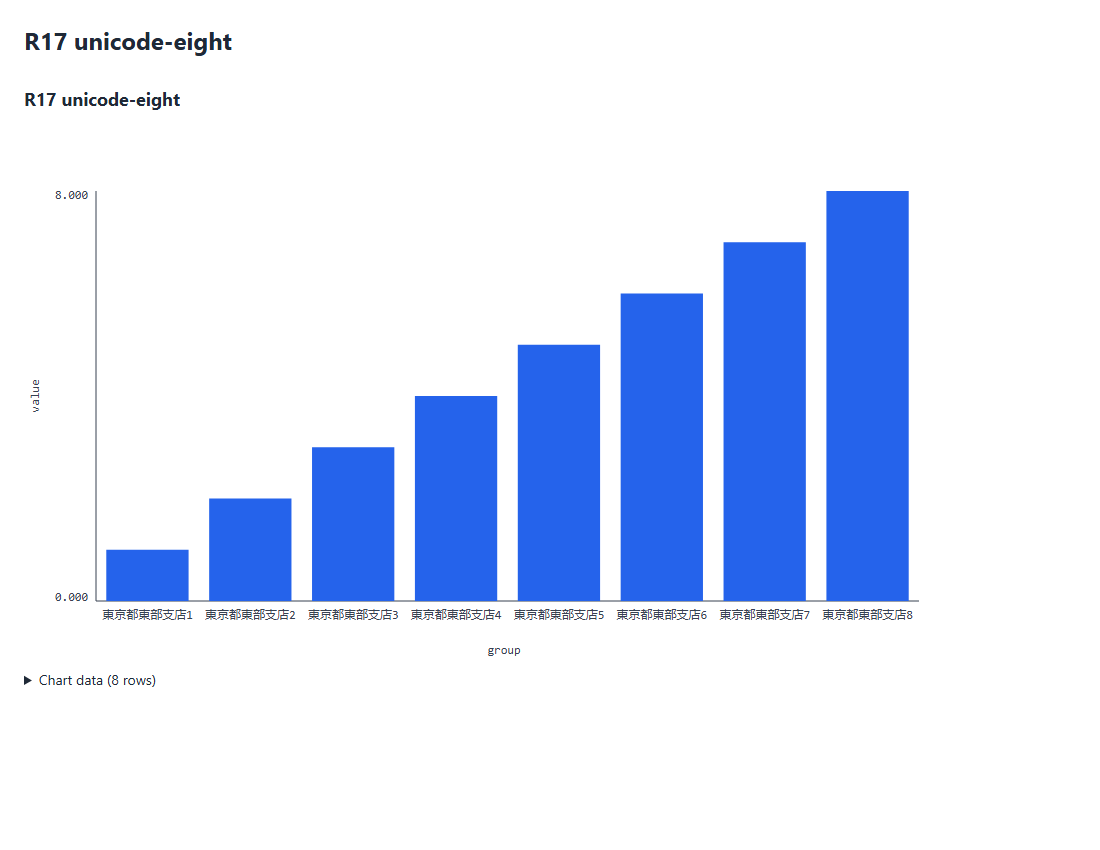 R17 unicode-eight
R17 unicode-eight
8.000
value
0.000
東京都東部支店1 東京都東部支店2 東京都東部支店3 東京都東部支店4 東京都東部支店5 東京都東部支店6 東京都東部支店7 東京都東部支店8
group
▶ Chart data (8 rows)